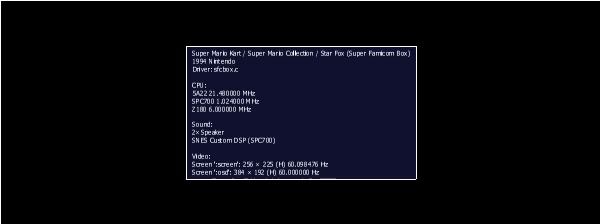 Super Mario Kart / Super Mario Collection / Star Fox (Super Famicom Box)
1994 Nintendo
Driver: sfcbox.c
CPU:
5A22 21.480000 MHz
SPC700 1.024000 MHz
Z180 6.000000 MHz
Sound:
2× Speaker
SNES Custom DSP (SPC700)
Video:
Screen ':screen': 256 × 225 (H) 60.098476 Hz
Screen ':osd': 384 × 192 (H) 60.000000 Hz